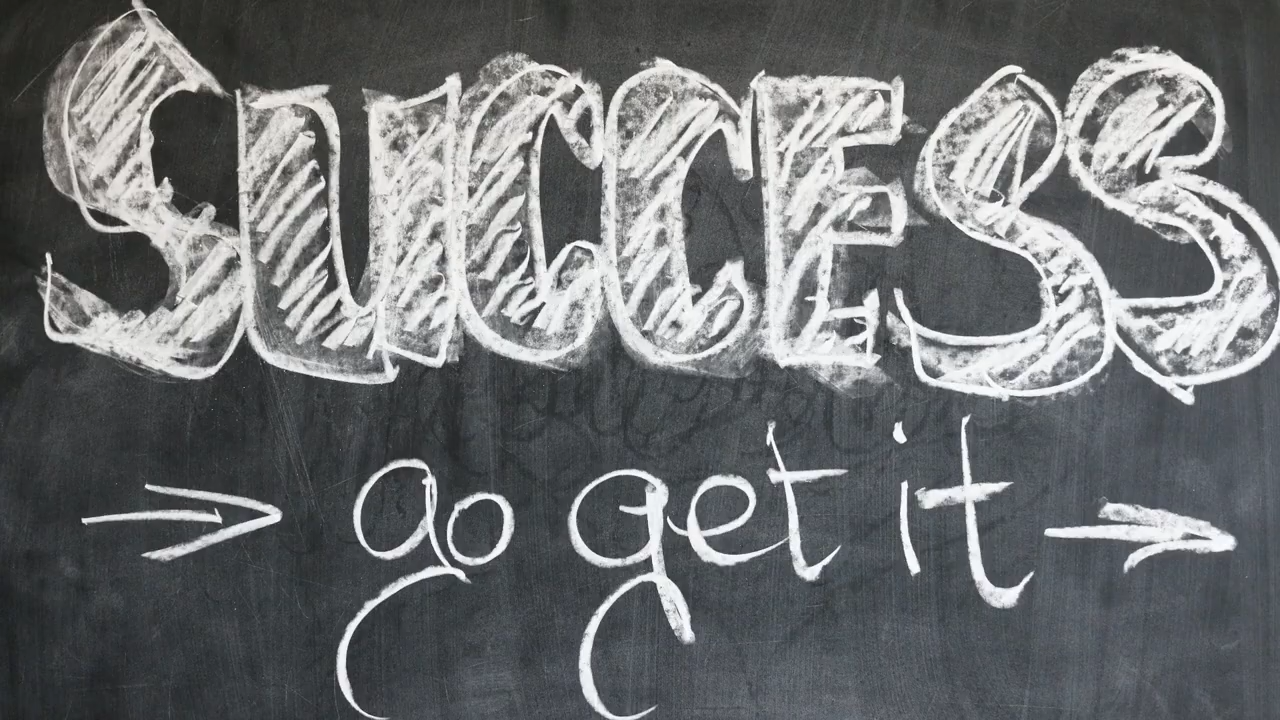 SUCCESS
→ go get it →